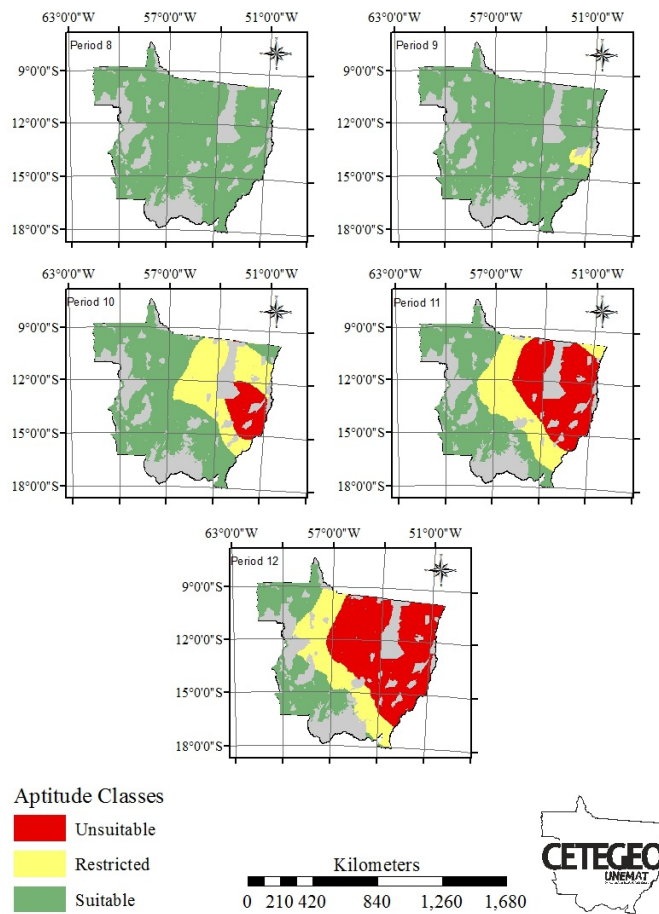 63°0'0"W 57°0'0"W 51°0'0"W
Period 8
9°0'0"S
12°0'0"S
15°0'0"S
18°0'0"S
63°0'0"W 57°0'0"W 51°0'0"W
Period 9
9°0'0"S
12°0'0"S
15°0'0"S
18°0'0"S
63°0'0"W 57°0'0"W 51°0'0"W
Period 10
9°0'0"S
12°0'0"S
15°0'0"S
18°0'0"S
63°0'0"W 57°0'0"W 51°0'0"W
Period 11
9°0'0"S
12°0'0"S
15°0'0"S
18°0'0"S
63°0'0"W 57°0'0"W 51°0'0"W
Period 12
9°0'0"S
12°0'0"S
15°0'0"S
18°0'0"S
Aptitude Classes
Unsuitable
Restricted
Suitable
Kilometers
0 210 420 840 1,260 1,680
CETEGEO
UNEMAT